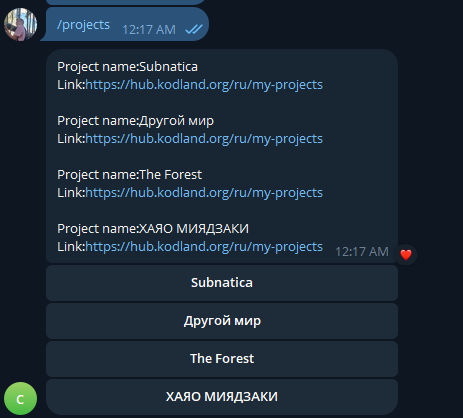 /projects
12:17 AM
Project name:Subnatica
Link:https://hub.kodland.org/ru/my-projects
Project name:Другой мир
Link:https://hub.kodland.org/ru/my-projects
Project name:The Forest
Link:https://hub.kodland.org/ru/my-projects
Project name:ХАЯО МИЯДЗАКИ
Link:https://hub.kodland.org/ru/my-projects
12:17 AM
Subnatica
Другой мир
The Forest
ХАЯО МИЯДЗАКИ
C